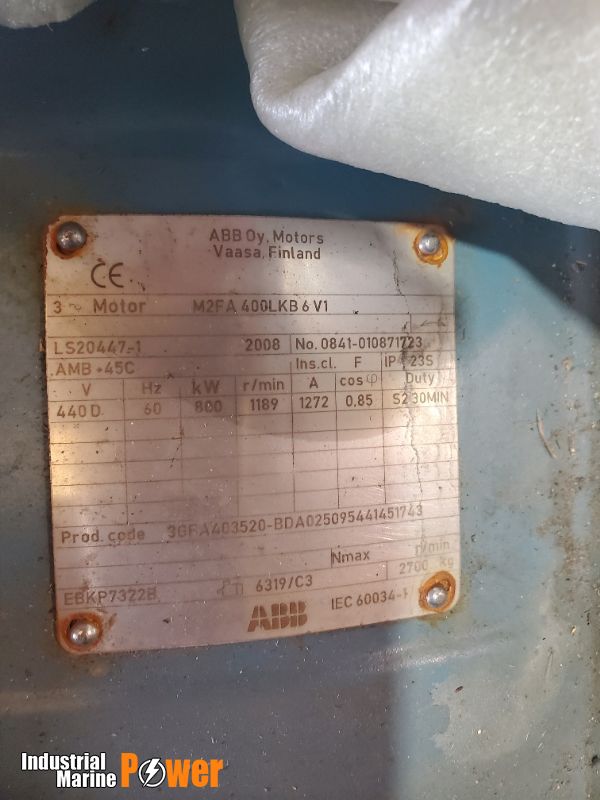 ABB Oy, Motors
Vaasa, Finland
CE
3 ~ Motor M2FA 400LKB 6 V1
LS20447-1 2008 No. 0841-010871723
AMB +45C Ins.cl. F IP 23S
V Hz kW r/min A cosφ Duty
440 D 60 800 1189 1272 0,85 S2 30MIN
Prod. code 3GFA403520-BDA025095441451743
Nmax r/min
2700 kg
EBKP7322B 6319/C3
ABB IEC 60034-1
Industrial
Marine Power